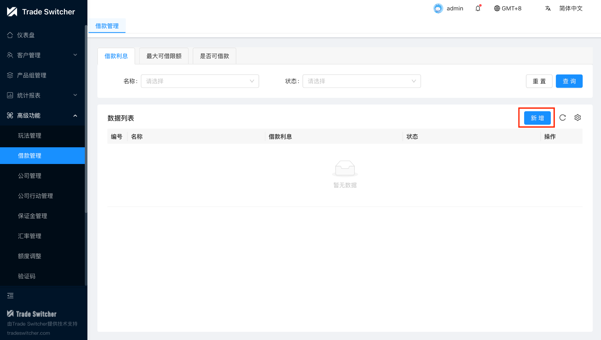 Trade Switcher
admin
GMT+8
简体中文
仪表盘
客户管理
产品组管理
统计报表
高级功能
玩法管理
借款管理
公司管理
公司行动管理
保证金管理
汇率管理
额度调整
验证码
Trade Switcher
由Trade Switcher提供技术支持
tradeswitcher.com
借款管理
借款利息 最大可借限额 是否可借款
名称: 请选择 状态: 请选择 重 置 查 询
数据列表 新 增
编号 名称 借款利息 状态 操作
暂无数据